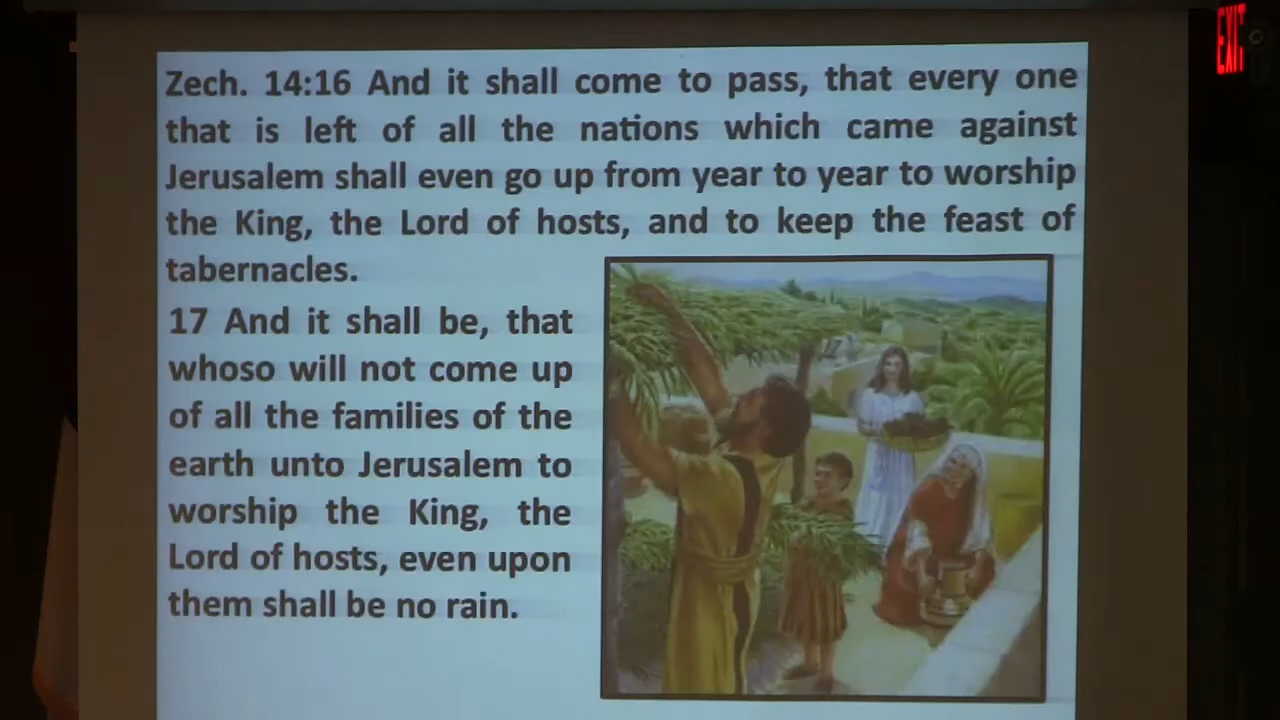 Zech. 14:16 And it shall come to pass, that every one
that is left of all the nations which came against
Jerusalem shall even go up from year to year to worship
the King, the Lord of hosts, and to keep the feast of
tabernacles.
17 And it shall be, that
whoso will not come up
of all the families of the
earth unto Jerusalem to
worship the King, the
Lord of hosts, even upon
them shall be no rain.
EXIT